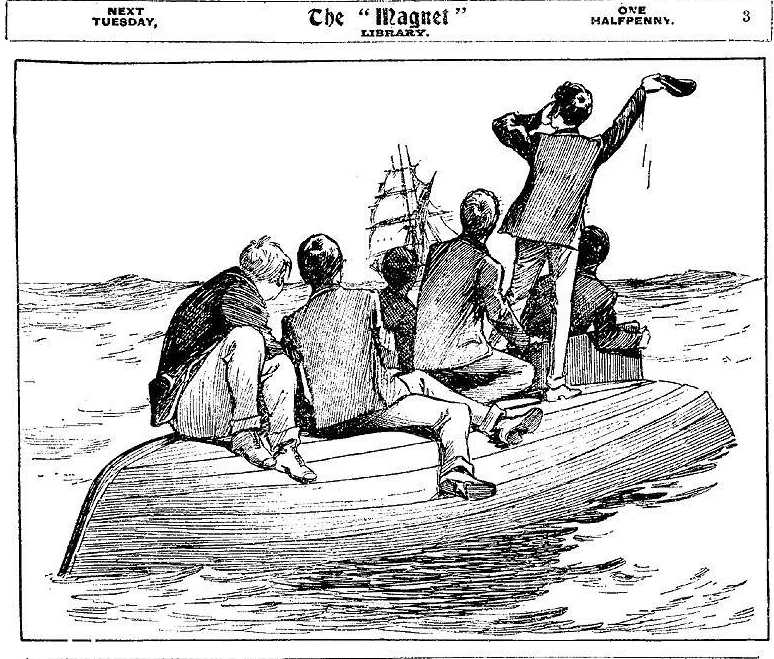 NEXT
TUESDAY,
The "Magnet"
LIBRARY.
ONE
HALFPENNY.
3